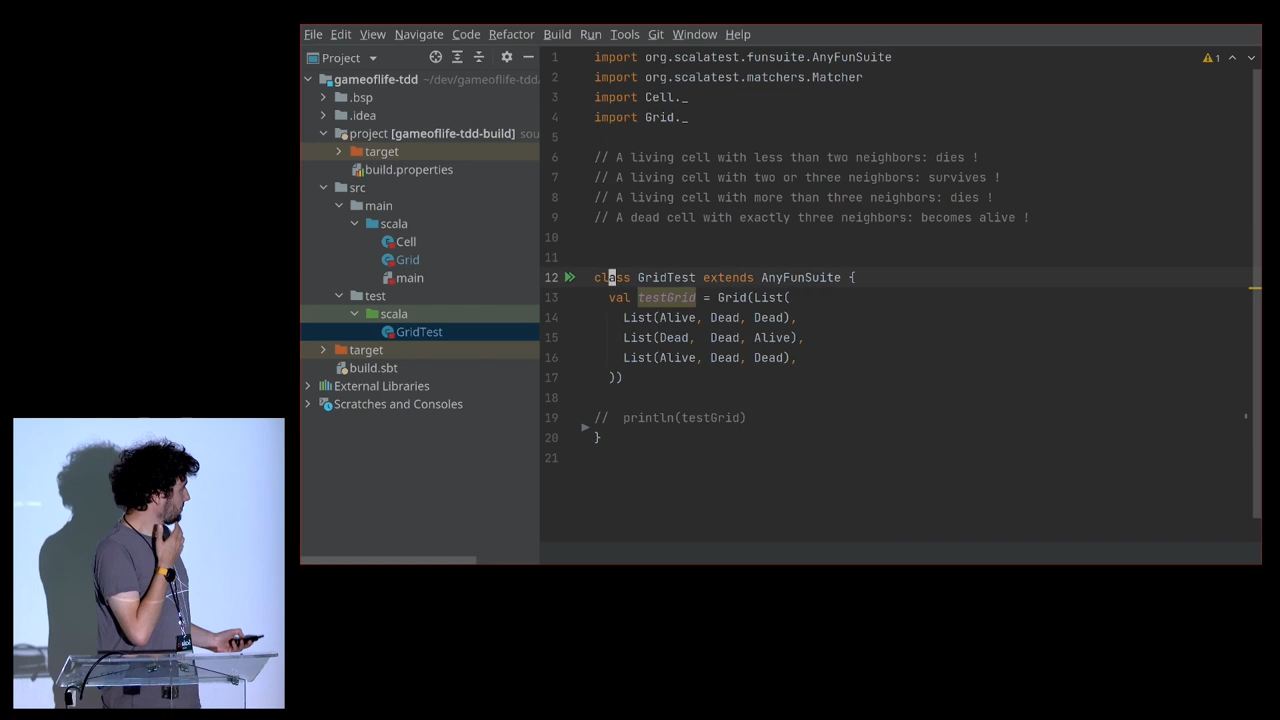 File Edit View Navigate Code Refactor Build Run Tools Git Window Help
Project
gameoflife-tdd ~/dev/gameoflife-tdd/
.bsp
.idea
project [gameoflife-tdd-build] sou
target
build.properties
src
main
scala
Cell
Grid
main
test
scala
GridTest
target
build.sbt
External Libraries
Scratches and Consoles
1 import org.scalatest.funsuite.AnyFunSuite
2 import org.scalatest.matchers.Matcher
3 import Cell._
4 import Grid._
5
6 // A living cell with less than two neighbors: dies !
7 // A living cell with two or three neighbors: survives !
8 // A living cell with more than three neighbors: dies !
9 // A dead cell with exactly three neighbors: becomes alive !
10
11
12 class GridTest extends AnyFunSuite {
13 val testGrid = Grid(List(
14 List(Alive, Dead, Dead),
15 List(Dead, Dead, Alive),
16 List(Alive, Dead, Dead),
17 ))
18
19 // println(testGrid)
20 }
21
1